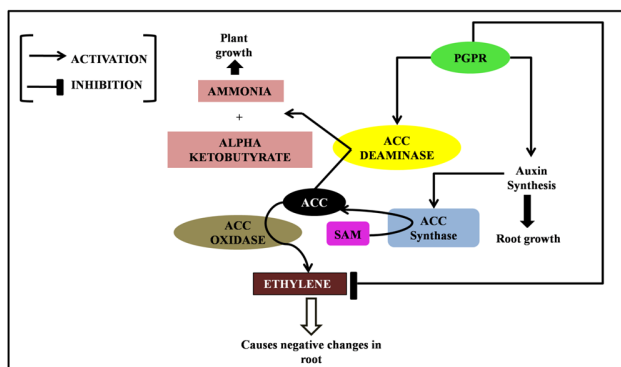 ACTIVATION
INHIBITION
Plant
growth
AMMONIA
+
ALPHA
KETOBUTYRATE
PGPR
ACC
DEAMINASE
Auxin
Synthesis
Root growth
ACC
ACC
OXIDASE
SAM
ACC
Synthase
ETHYLENE
Causes negative changes in
root